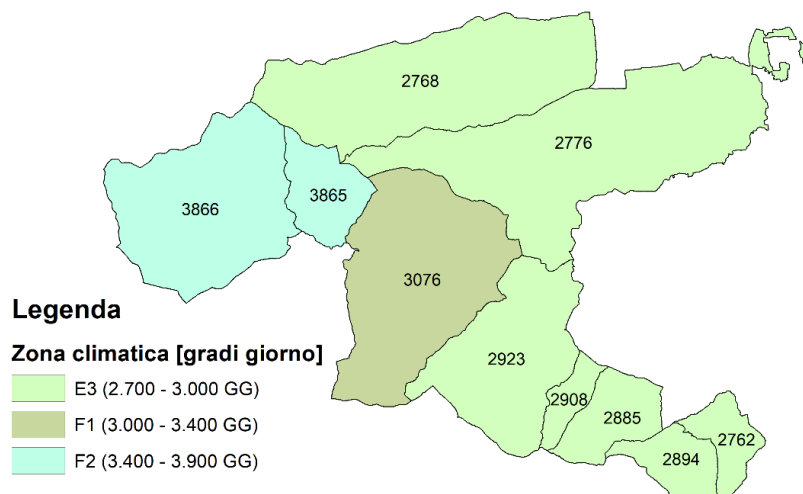 2768
2776
3866
3865
3076
2923
2908
2885
2894
2762
Legenda
Zona climatica [gradi giorno]
E3 (2.700 - 3.000 GG)
F1 (3.000 - 3.400 GG)
F2 (3.400 - 3.900 GG)